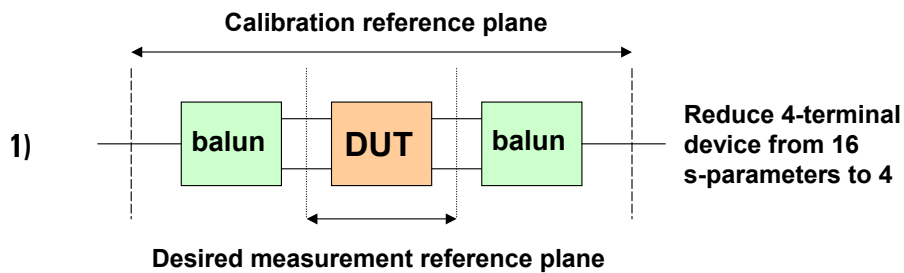 Calibration reference plane
1)
balun
DUT
balun
Reduce 4-terminal
device from 16
s-parameters to 4
Desired measurement reference plane